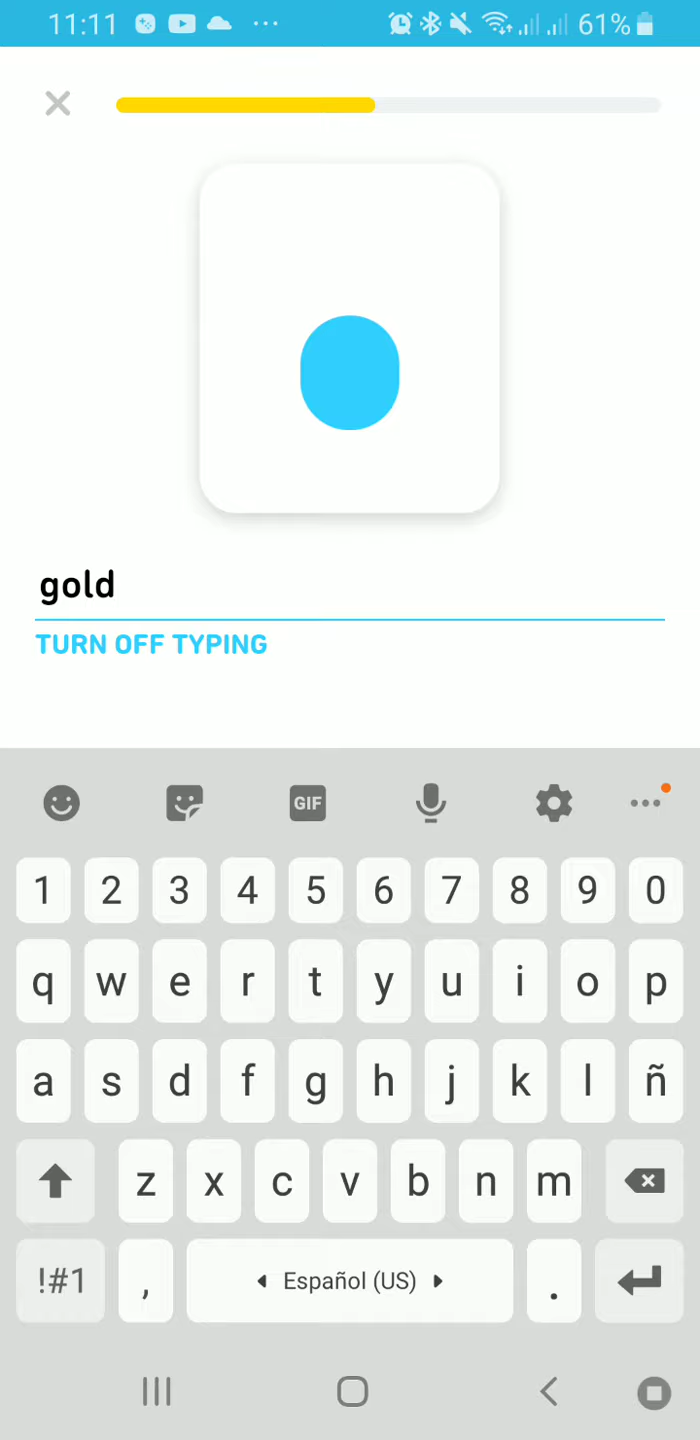 11:11 61%
gold
TURN OFF TYPING
GIF
1 2 3 4 5 6 7 8 9 0
q w e r t y u i o p
a s d f g h j k l ñ
z x c v b n m
!#1 , Español (US) .